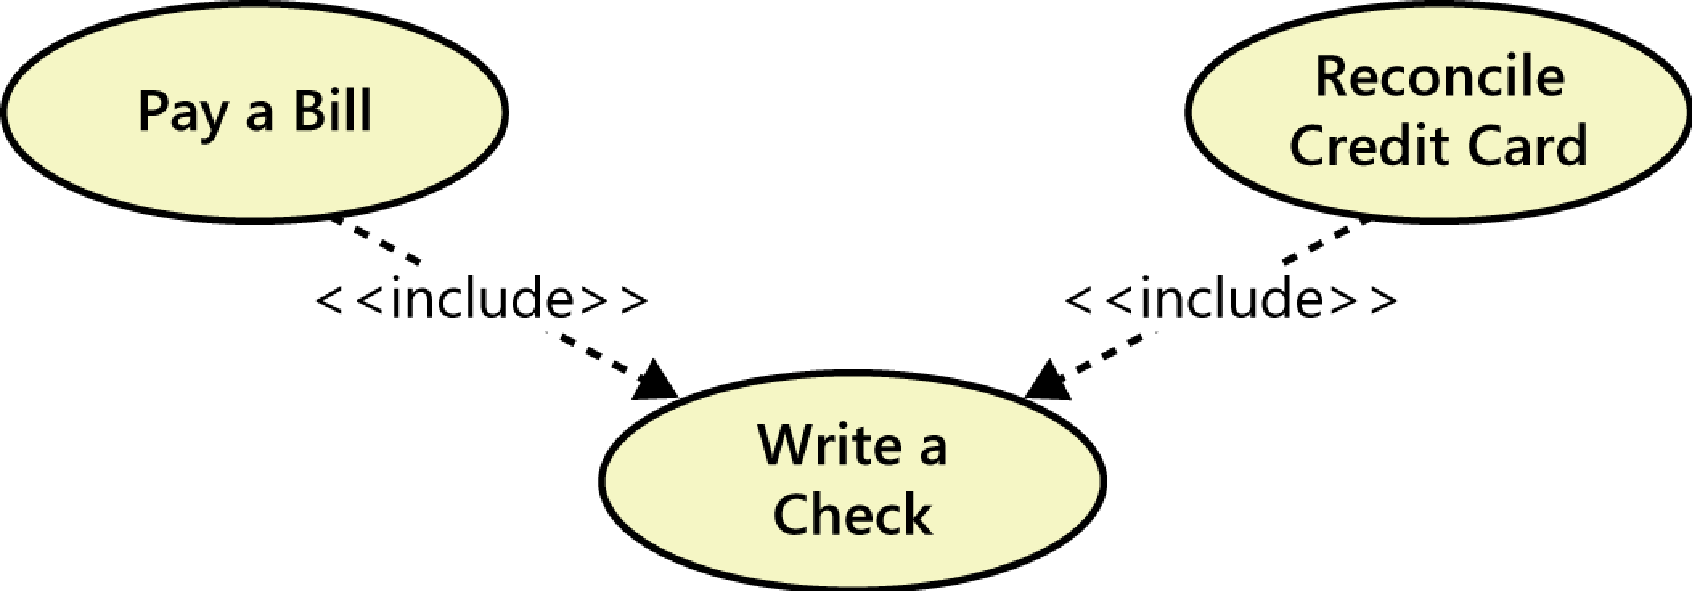 Pay a Bill
Reconcile
Credit Card
<<include>>
<<include>>
Write a
Check